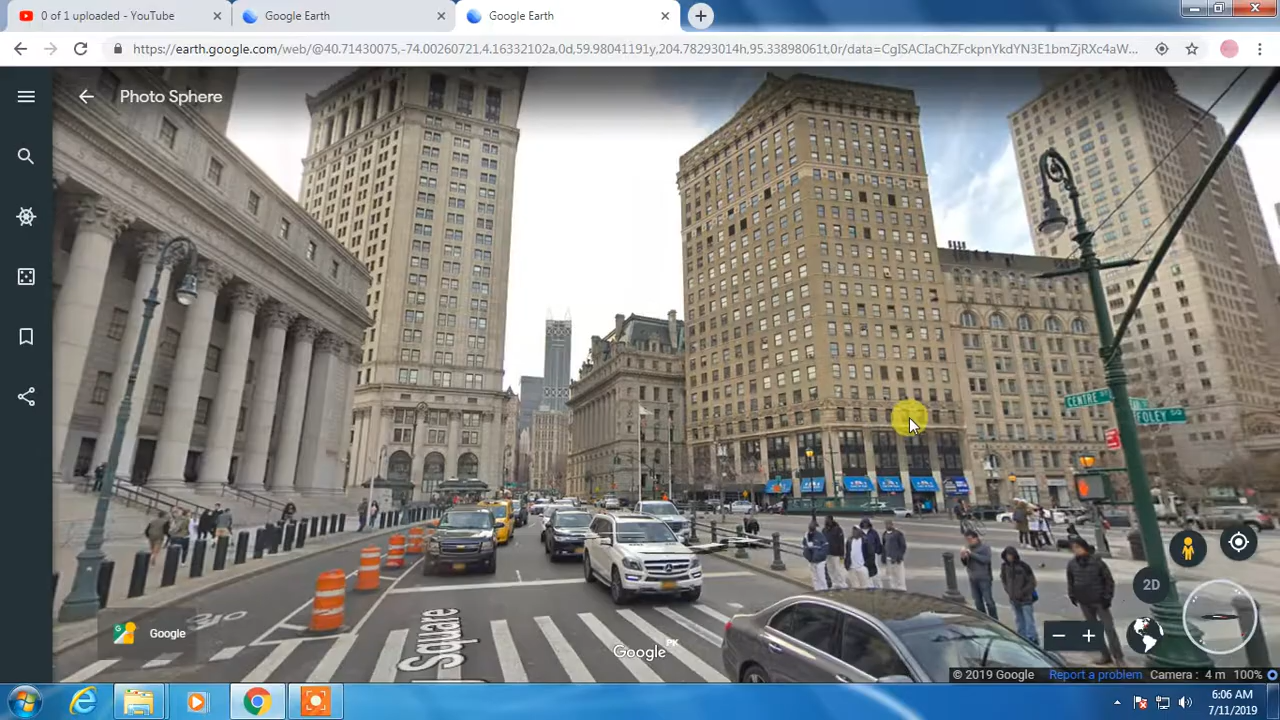 0 of 1 uploaded - YouTube
Google Earth
Google Earth
https://earth.google.com/web/@40.71430075,-74.00260721,4.16332102a,0d,59.98041191y,204.78293014h,95.33898061t,0r/data=CgISACIaChZFckpnYkdYN3E1bmZjRXc4aW...
Photo Sphere
CENTRE
FOLEY SQ
2D
Square
Google
Google
© 2019 Google
Report a problem
Camera : 4 m 100%
6:06 AM
7/11/2019